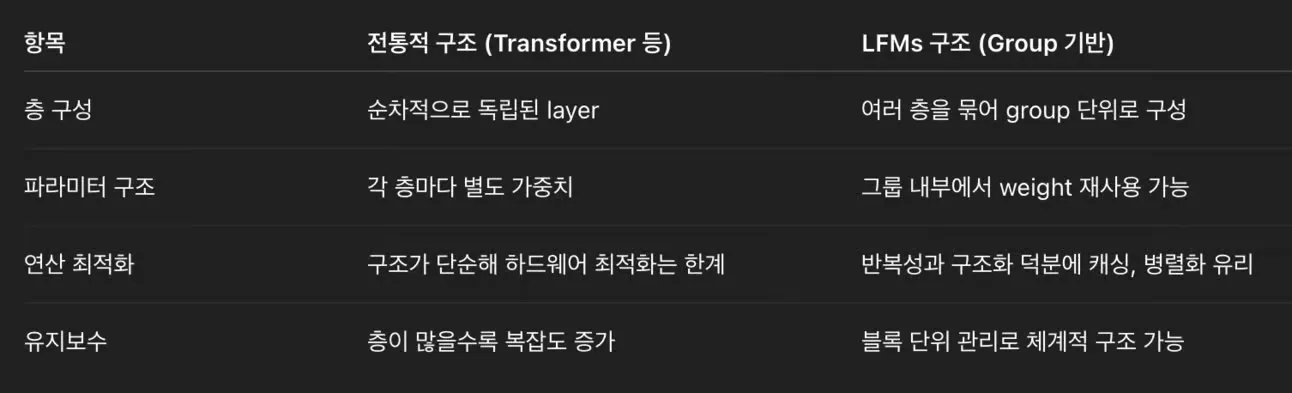 항목 전통적 구조 (Transformer 등) LFMs 구조 (Group 기반)
층 구성 순차적으로 독립된 layer 여러 층을 묶어 group 단위로 구성
파라미터 구조 각 층마다 별도 가중치 그룹 내부에서 weight 재사용 가능
연산 최적화 구조가 단순해 하드웨어 최적화는 한계 반복성과 구조화 덕분에 캐싱, 병렬화 유리
유지보수 층이 많을수록 복잡도 증가 블록 단위 관리로 체계적 구조 가능